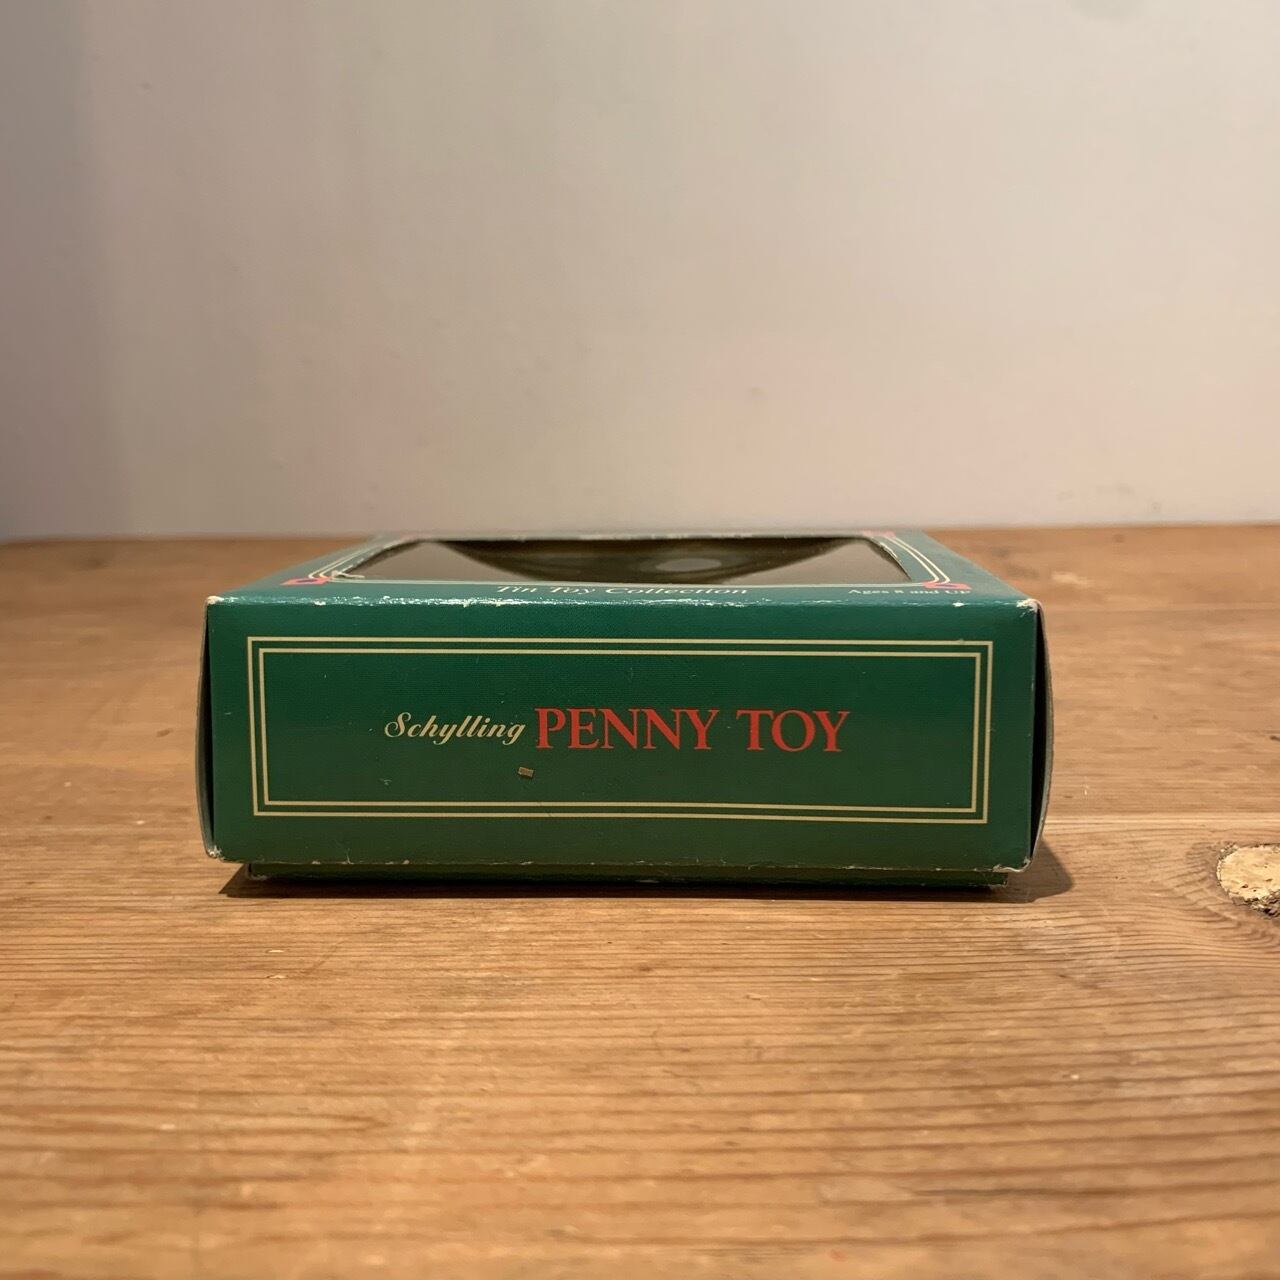 Tin Toy Collection
Ages 8 and UP
Schylling PENNY TOY